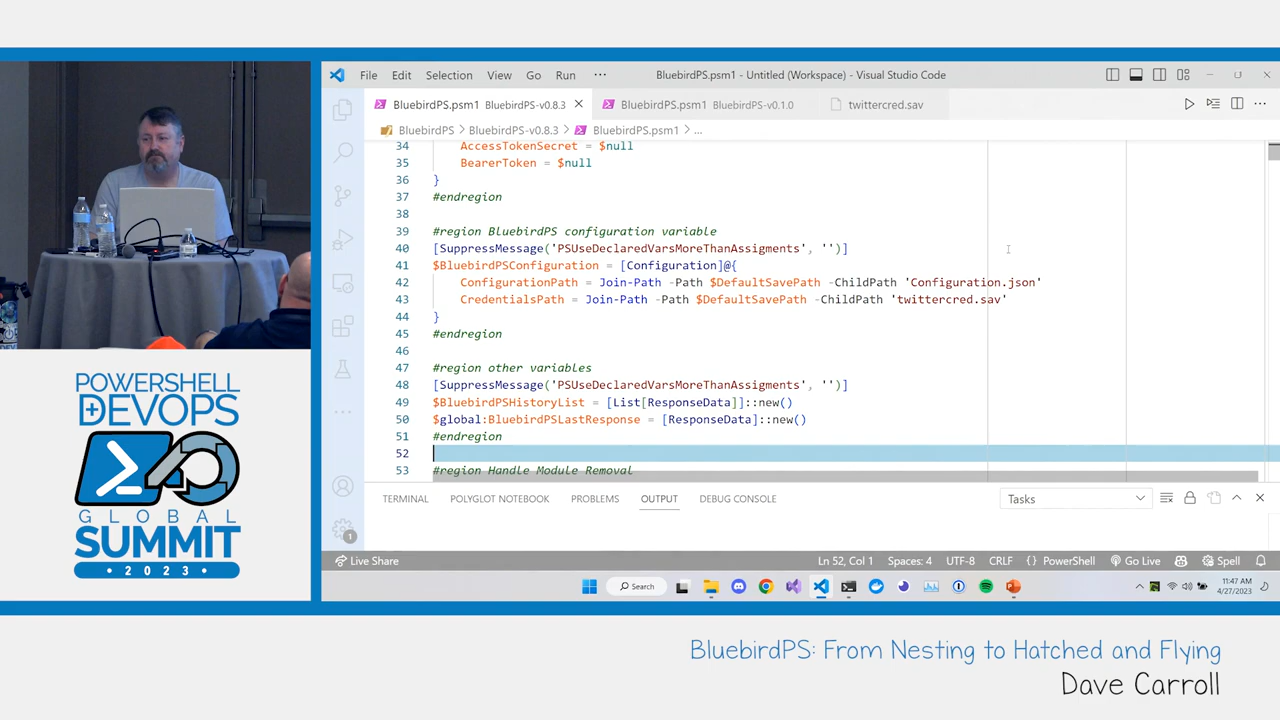 File Edit Selection View Go Run ··· BluebirdPS.psm1 - Untitled (Workspace) - Visual Studio Code
BluebirdPS.psm1 BluebirdPS-v0.8.3 BluebirdPS.psm1 BluebirdPS-v0.1.0 twittercred.sav
BluebirdPS > BluebirdPS-v0.8.3 > BluebirdPS.psm1 > ...
34 AccessTokenSecret = $null
35 BearerToken = $null
36 }
37 #endregion
38
39 #region BluebirdPS configuration variable
40 [SuppressMessage('PSUseDeclaredVarsMoreThanAssigments', '')]
41 $BluebirdPSConfiguration = [Configuration]@{
42 ConfigurationPath = Join-Path -Path $DefaultSavePath -ChildPath 'Configuration.json'
43 CredentialsPath = Join-Path -Path $DefaultSavePath -ChildPath 'twittercred.sav'
44 }
45 #endregion
46
47 #region other variables
48 [SuppressMessage('PSUseDeclaredVarsMoreThanAssigments', '')]
49 $BluebirdPSHistoryList = [List[ResponseData]]::new()
50 $global:BluebirdPSLastResponse = [ResponseData]::new()
51 #endregion
52
53 #region Handle Module Removal
TERMINAL POLYGLOT NOTEBOOK PROBLEMS OUTPUT DEBUG CONSOLE Tasks
1
Live Share Ln 52, Col 1 Spaces: 4 UTF-8 CRLF {} PowerShell Go Live Spell
Search
11:47 AM
4/27/2023
POWERSHELL
DEVOPS
GLOBAL
SUMMIT
• 2023 •
BluebirdPS: From Nesting to Hatched and Flying
Dave Carroll